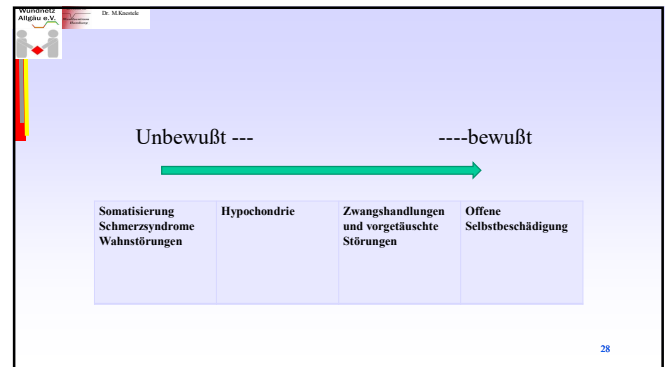 Wundnetz
Allgäu e.V.
Dr. M.Knestele
Unbewußt --- ----bewußt
Somatisierung
Schmerzsyndrome
Wahnstörungen
Hypochondrie
Zwangshandlungen
und vorgetäuschte
Störungen
Offene
Selbstbeschädigung
28